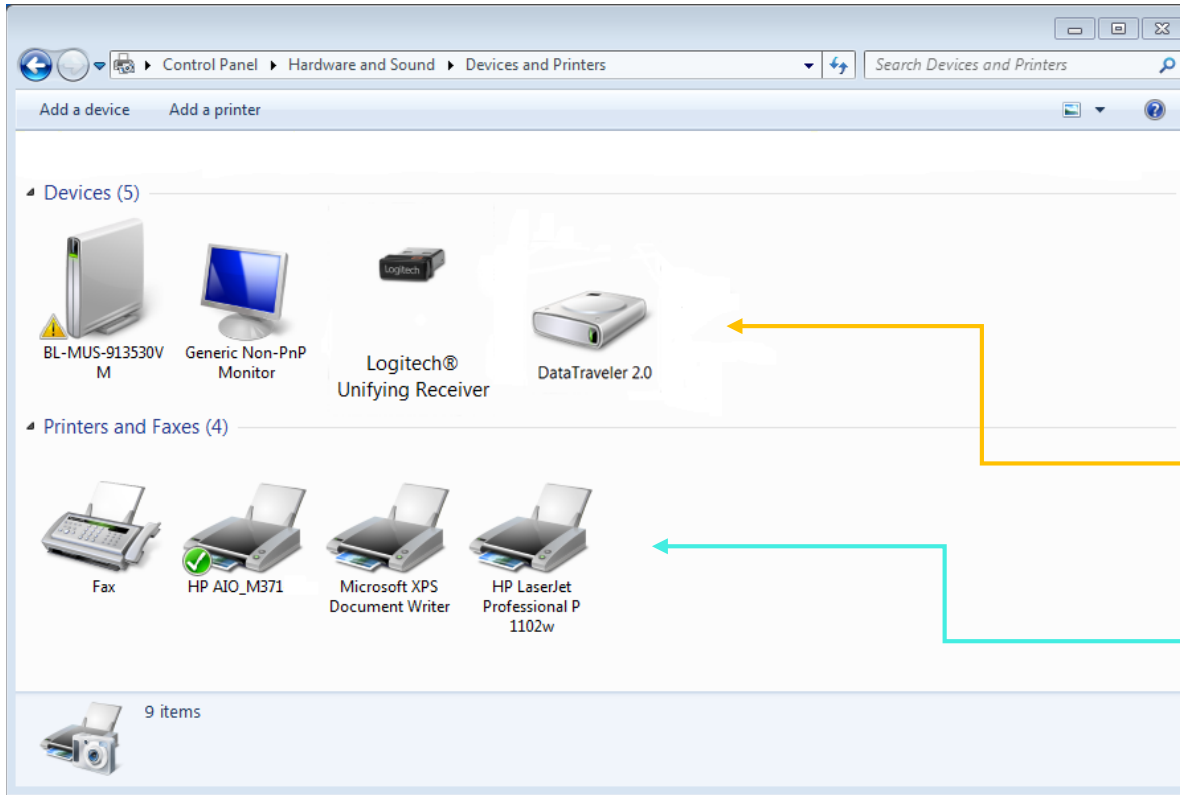 Control Panel Hardware and Sound Devices and Printers
Search Devices and Printers
Add a device Add a printer
Devices (5)
Logitech
BL-MUS-913530V
M
Generic Non-PnP
Monitor
Logitech®
Unifying Receiver
DataTraveler 2.0
Printers and Faxes (4)
Fax
HP AIO_M371
Microsoft XPS
Document Writer
HP LaserJet
Professional P
1102w
9 items